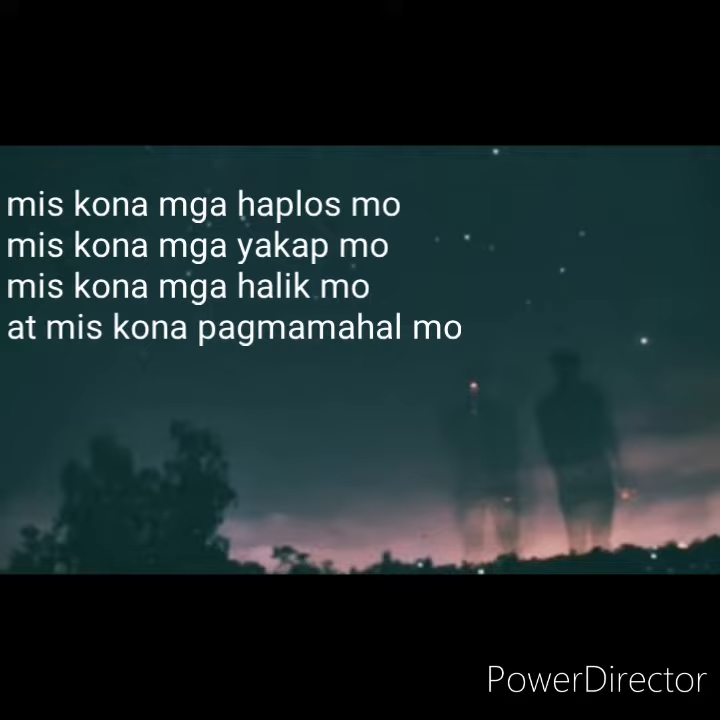 mis kona mga haplos mo
mis kona mga yakap mo
mis kona mga halik mo
at mis kona pagmamahal mo
PowerDirector